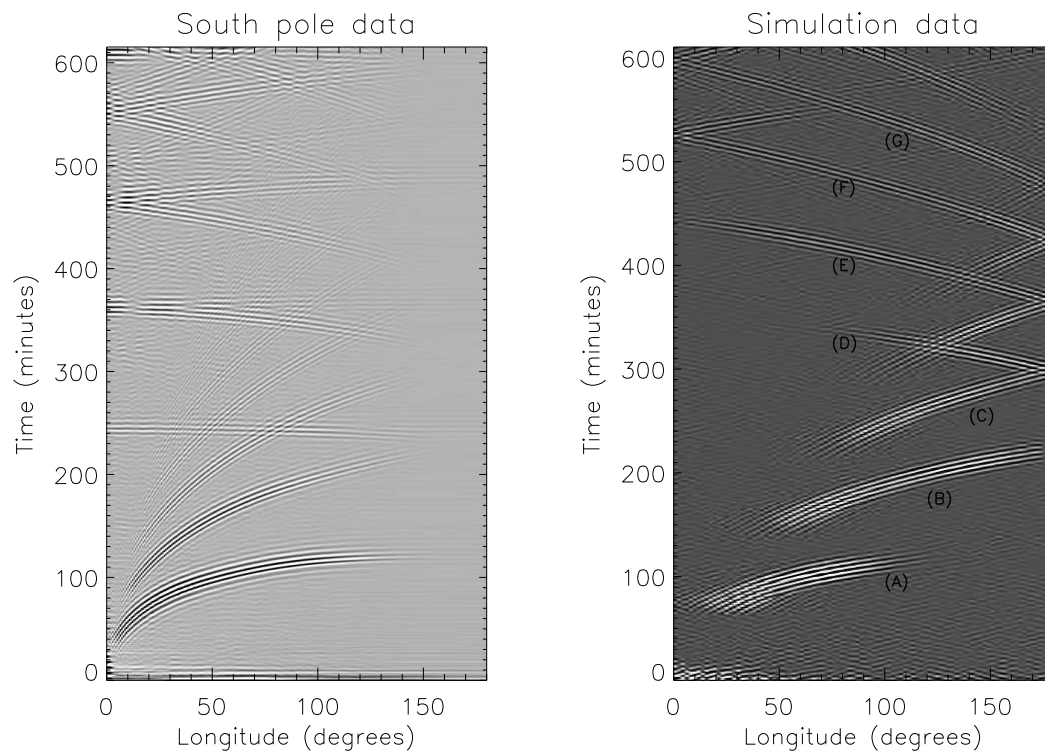 South pole data
600
500
400
300
200
100
0
Time (minutes)
0 50 100 150
Longitude (degrees)
Simulation data
600
500
400
300
200
100
0
Time (minutes)
(G)
(F)
(E)
(D)
(C)
(B)
(A)
0 50 100 150
Longitude (degrees)